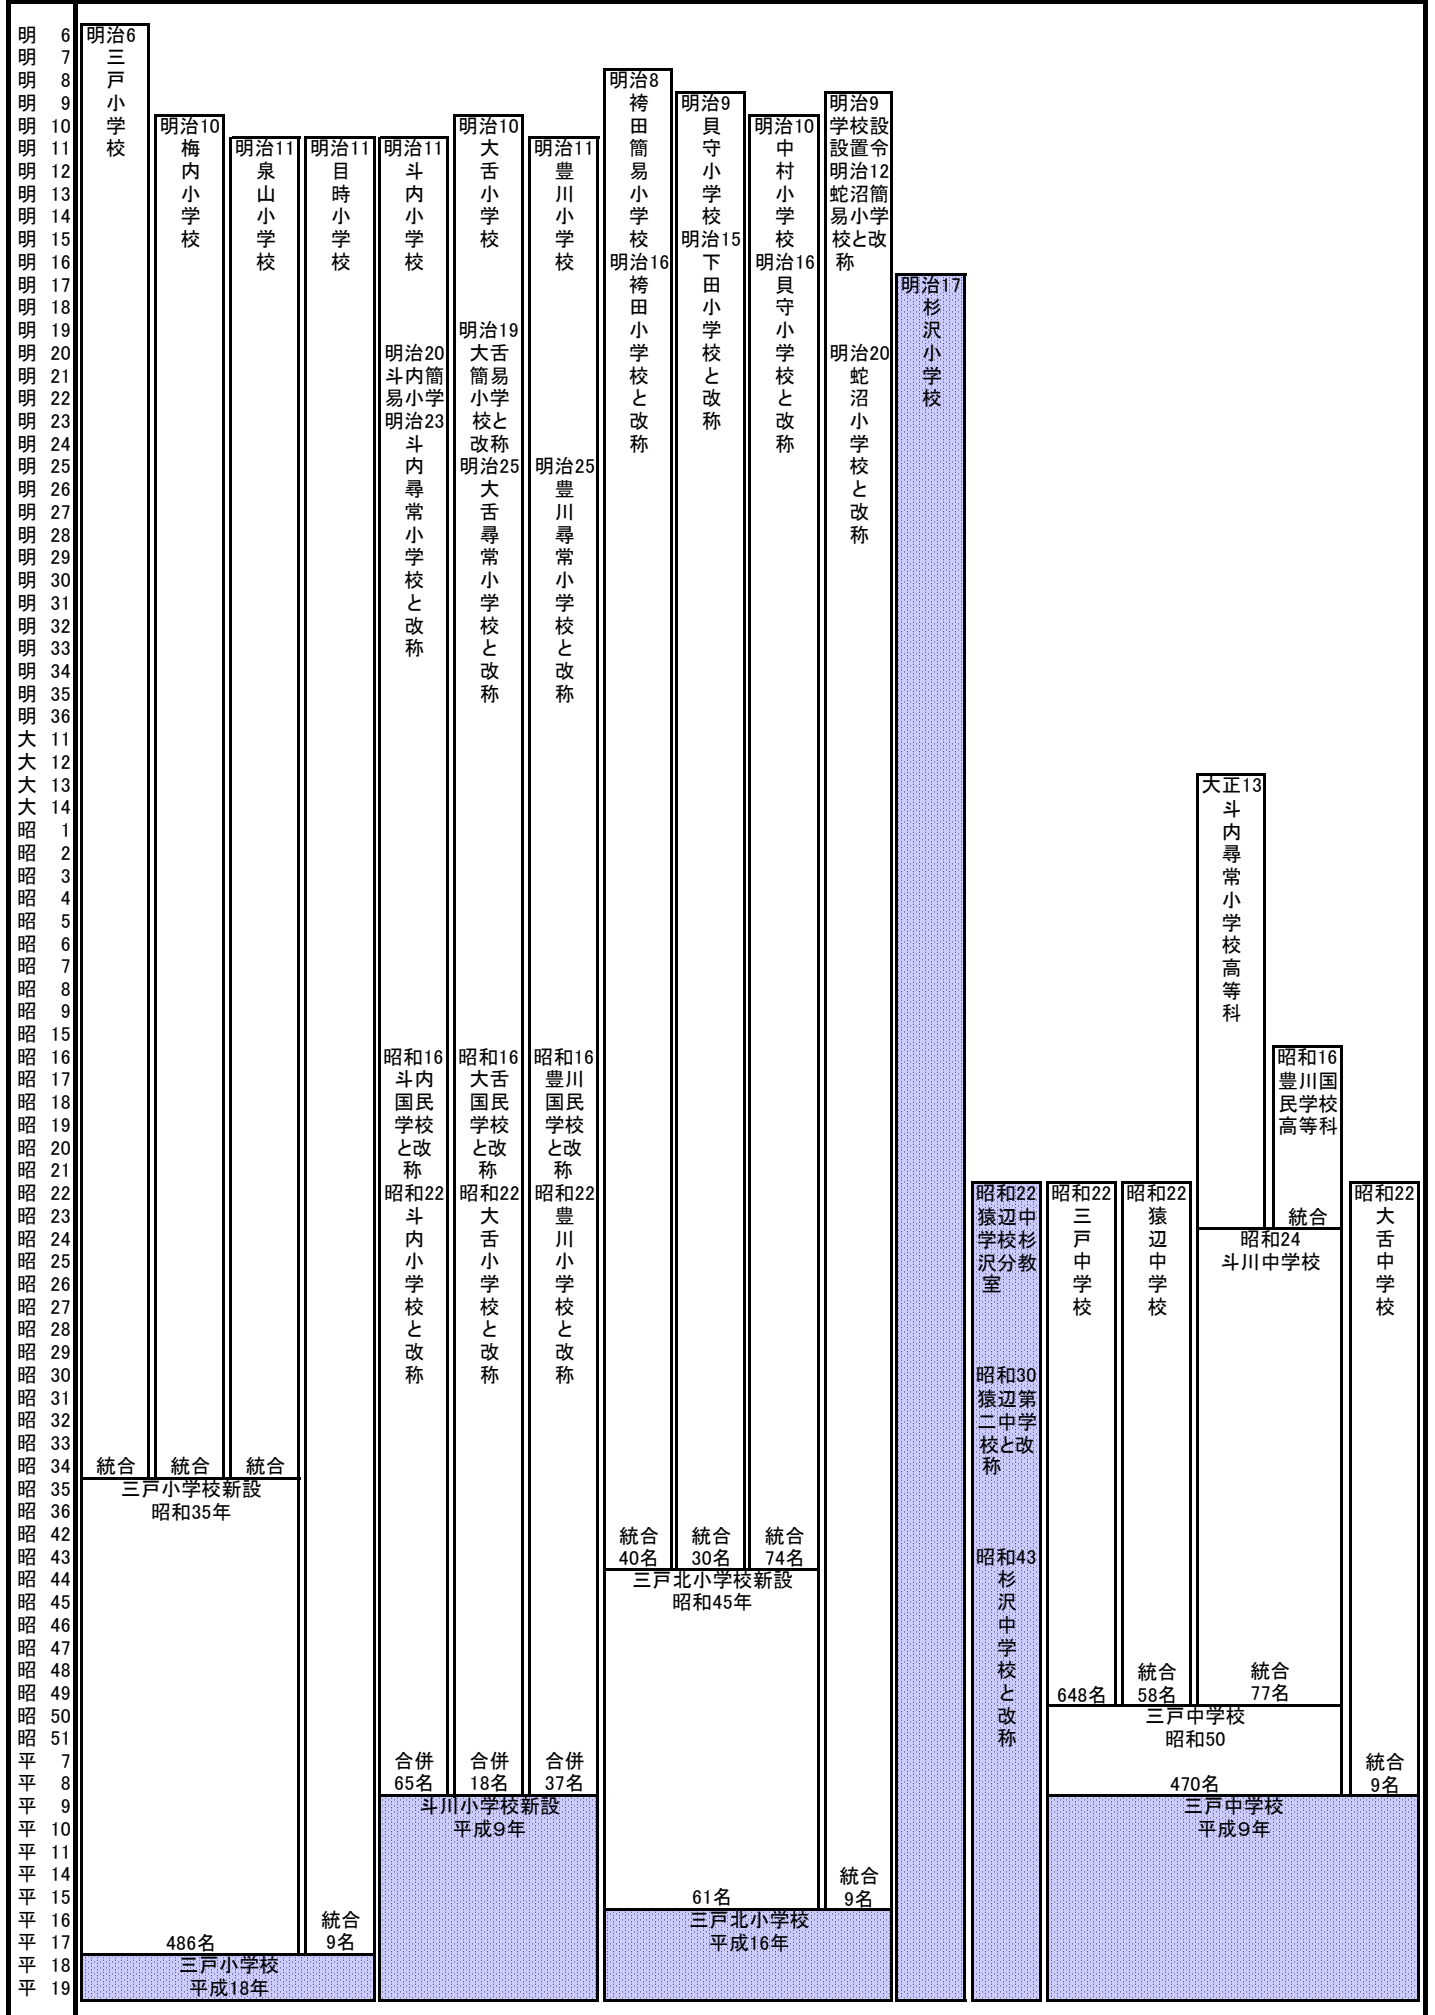 明 6
明 7
明 8
明 9
明 10
明 11
明 12
明 13
明 14
明 15
明 16
明 17
明 18
明 19
明 20
明 21
明 22
明 23
明 24
明 25
明 26
明 27
明 28
明 29
明 30
明 31
明 32
明 33
明 34
明 35
明 36
大 11
大 12
大 13
大 14
昭 1
昭 2
昭 3
昭 4
昭 5
昭 6
昭 7
昭 8
昭 9
昭 15
昭 16
昭 17
昭 18
昭 19
昭 20
昭 21
昭 22
昭 23
昭 24
昭 25
昭 26
昭 27
昭 28
昭 29
昭 30
昭 31
昭 32
昭 33
昭 34
昭 35
昭 36
昭 42
昭 43
昭 44
昭 45
昭 46
昭 47
昭 48
昭 49
昭 50
昭 51
平 7
平 8
平 9
平 10
平 11
平 14
平 15
平 16
平 17
平 18
平 19
明治6
三戸小学校
統合
明治10
梅内小学校
統合
明治11
泉山小学校
統合
三戸小学校新設
昭和35年
486名
明治11
目時小学校
統合
9名
三戸小学校
平成18年
明治11
斗内小学校
明治20
斗内簡
易小学
明治23
斗内尋常小学校と改称
昭和16
斗内
国民
学校
と改
称
昭和22
斗内小学校と改称
合併
65名
明治10
大舌小学校
明治19
大舌
簡易
小学
校と
改称
明治25
大舌尋常小学校と改称
昭和16
大舌
国民
学校
と改
称
昭和22
大舌小学校と改称
合併
18名
明治11
豊川小学校
明治25
豊川尋常小学校と改称
昭和16
豊川
国民
学校
と改
称
昭和22
豊川小学校と改称
合併
37名
斗川小学校新設
平成9年
明治8
袴田簡易小学校
明治16
袴田小学校と改称
統合
40名
明治9
貝守小学校
明治15
下田小学校と改称
統合
30名
明治10
中村小学校
明治16
貝守小学校と改称
統合
74名
三戸北小学校新設
昭和45年
61名
明治9
学校設
設置令
明治12
蛇沼簡
易小学
校と改
称
明治20
蛇沼小学校と改称
統合
9名
三戸北小学校
平成16年
明治17
杉沢小学校
昭和22
猿辺中
学校杉
沢分教
室
昭和30
猿辺第
二中学
校と改
称
昭和43
杉沢中学校と改称
昭和22
三戸中学校
648名
昭和22
猿辺中学校
統合
58名
大正13
斗内尋常小学校高等科
昭和16
豊川国
民学校
高等科
統合
昭和24
斗川中学校
統合
77名
三戸中学校
昭和50
470名
昭和22
大舌中学校
統合
9名
三戸中学校
平成9年